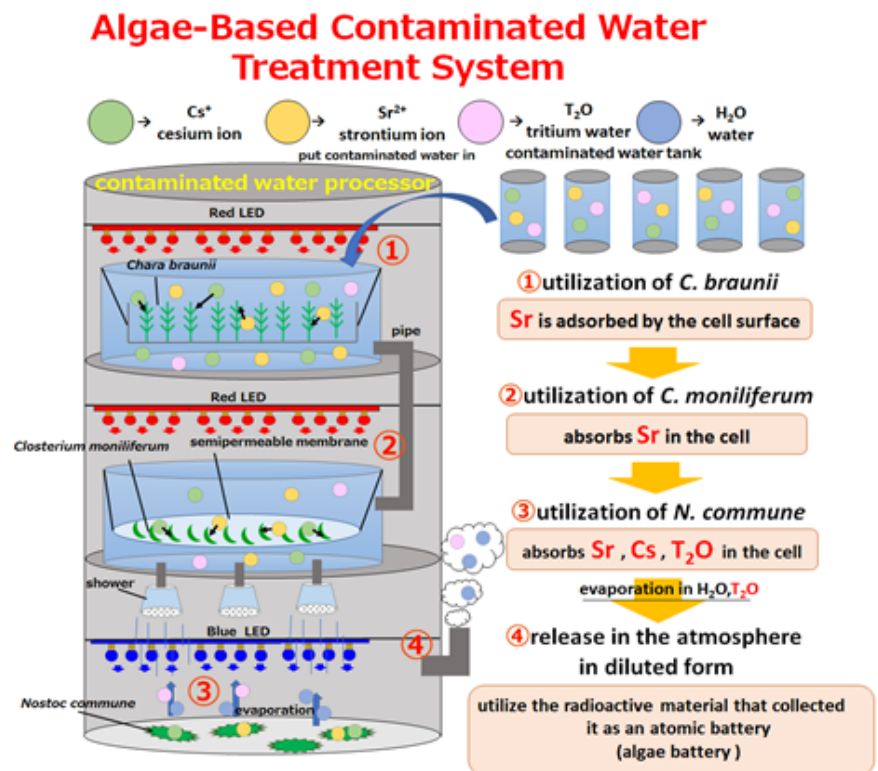 Algae-Based Contaminated Water
Treatment System
Cs⁺
cesium ion
Sr²⁺
strontium ion
T₂O
tritium water
H₂O
water
put contaminated water in
contaminated water tank
contaminated water processor
Red LED
①
Chara braunii
pipe
Red LED
②
semipermeable membrane
Closterium moniliferum
shower
Blue LED
④
③
evaporation
Nostoc commune
①utilization of C. braunii
Sr is adsorbed by the cell surface
②utilization of C. moniliferum
absorbs Sr in the cell
③utilization of N. commune
absorbs Sr , Cs , T₂O in the cell
evaporation in H₂O,T₂O
④release in the atmosphere
in diluted form
utilize the radioactive material that collected
it as an atomic battery
(algae battery )